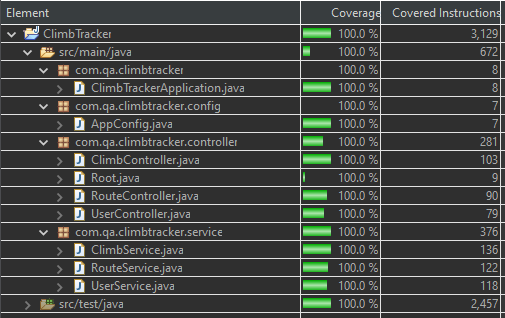 Element Coverage Covered Instructions
ClimbTracker 100.0 % 3,129
src/main/java 100.0 % 672
com.qa.climbtracker 100.0 % 8
ClimbTrackerApplication.java 100.0 % 8
com.qa.climbtracker.config 100.0 % 7
AppConfig.java 100.0 % 7
com.qa.climbtracker.controller 100.0 % 281
ClimbController.java 100.0 % 103
Root.java 100.0 % 9
RouteController.java 100.0 % 90
UserController.java 100.0 % 79
com.qa.climbtracker.service 100.0 % 376
ClimbService.java 100.0 % 136
RouteService.java 100.0 % 122
UserService.java 100.0 % 118
src/test/java 100.0 % 2,457